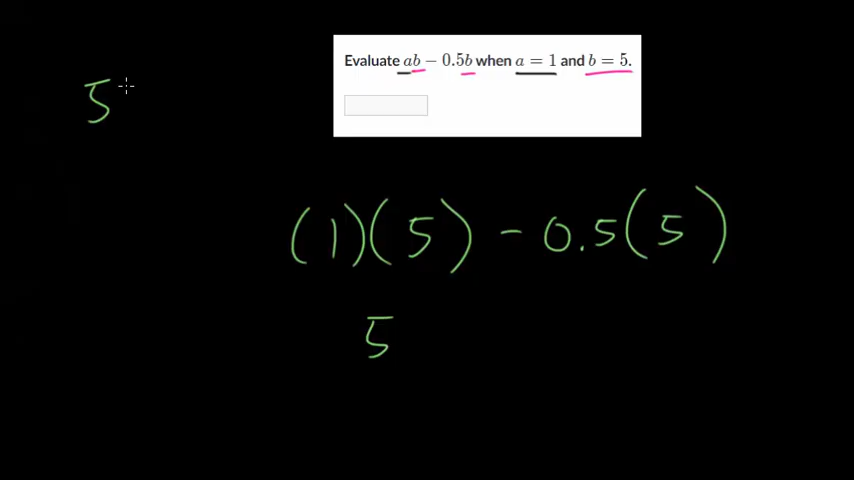 Evaluate ab − 0.5b when a = 1 and b = 5.
5
(1)(5) − 0.5(5)
5